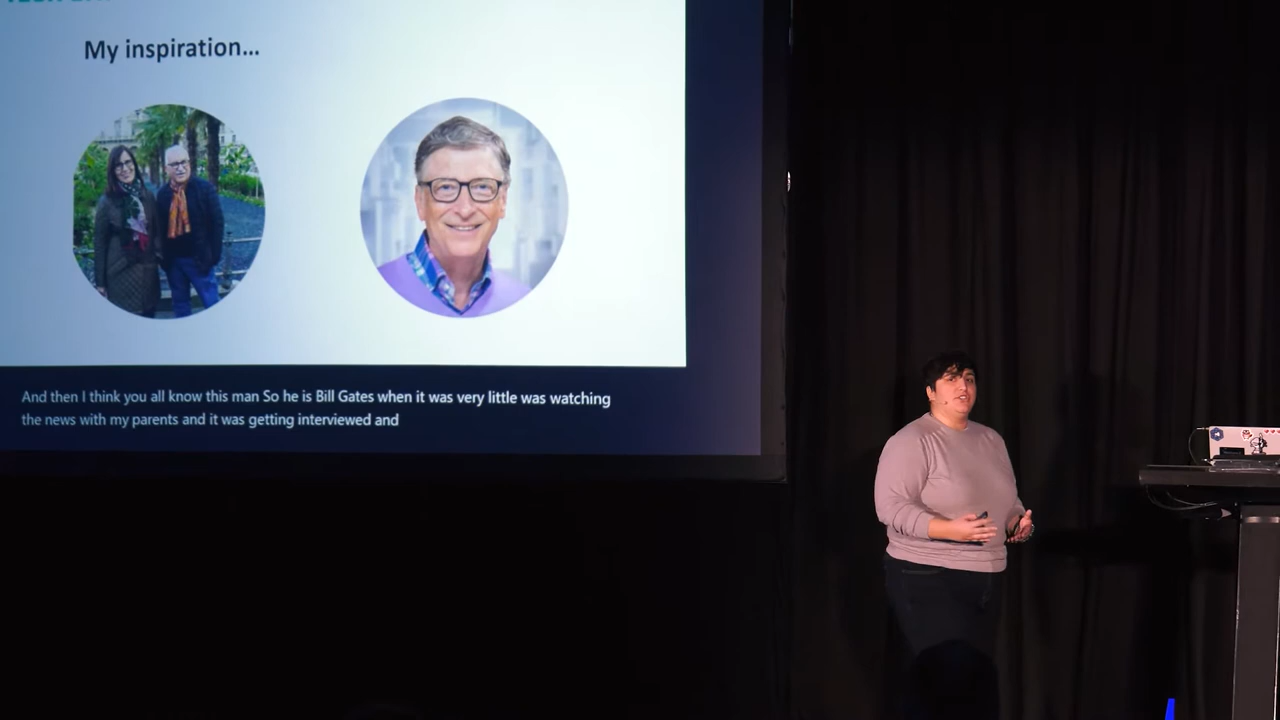 My inspiration...
And then I think you all know this man So he is Bill Gates when it was very little was watching
the news with my parents and it was getting interviewed and